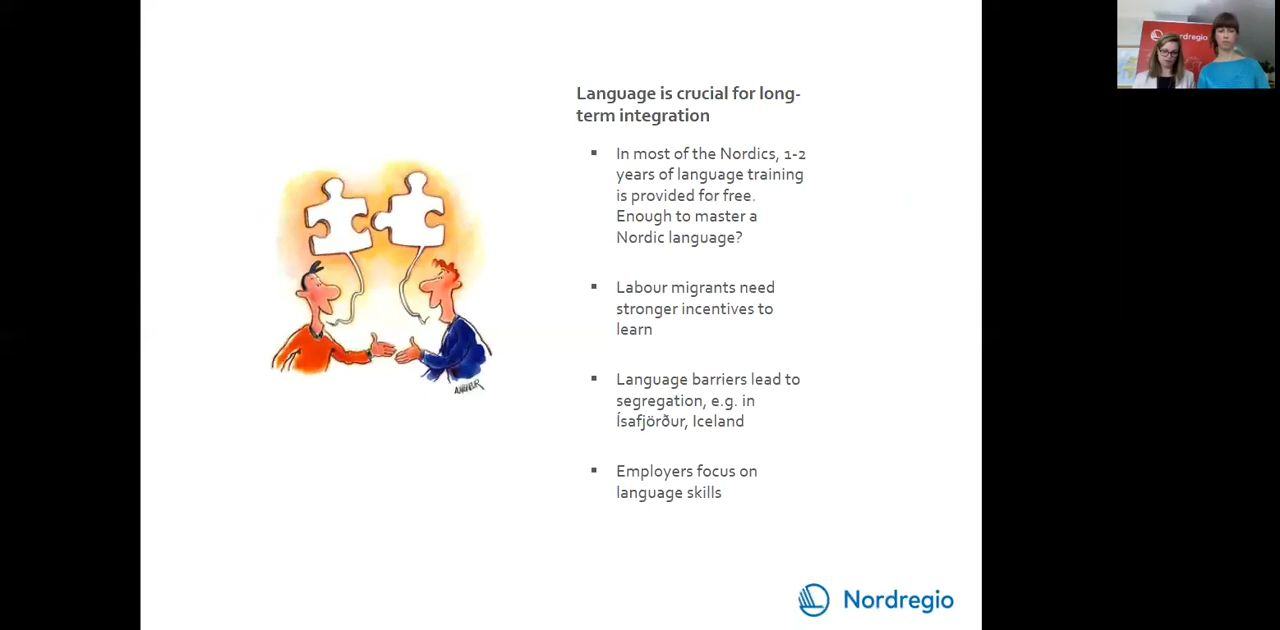 Language is crucial for long-
term integration
▪ In most of the Nordics, 1-2
years of language training
is provided for free.
Enough to master a
Nordic language?
▪ Labour migrants need
stronger incentives to
learn
▪ Language barriers lead to
segregation, e.g. in
Ísafjörður, Iceland
▪ Employers focus on
language skills
Nordregio